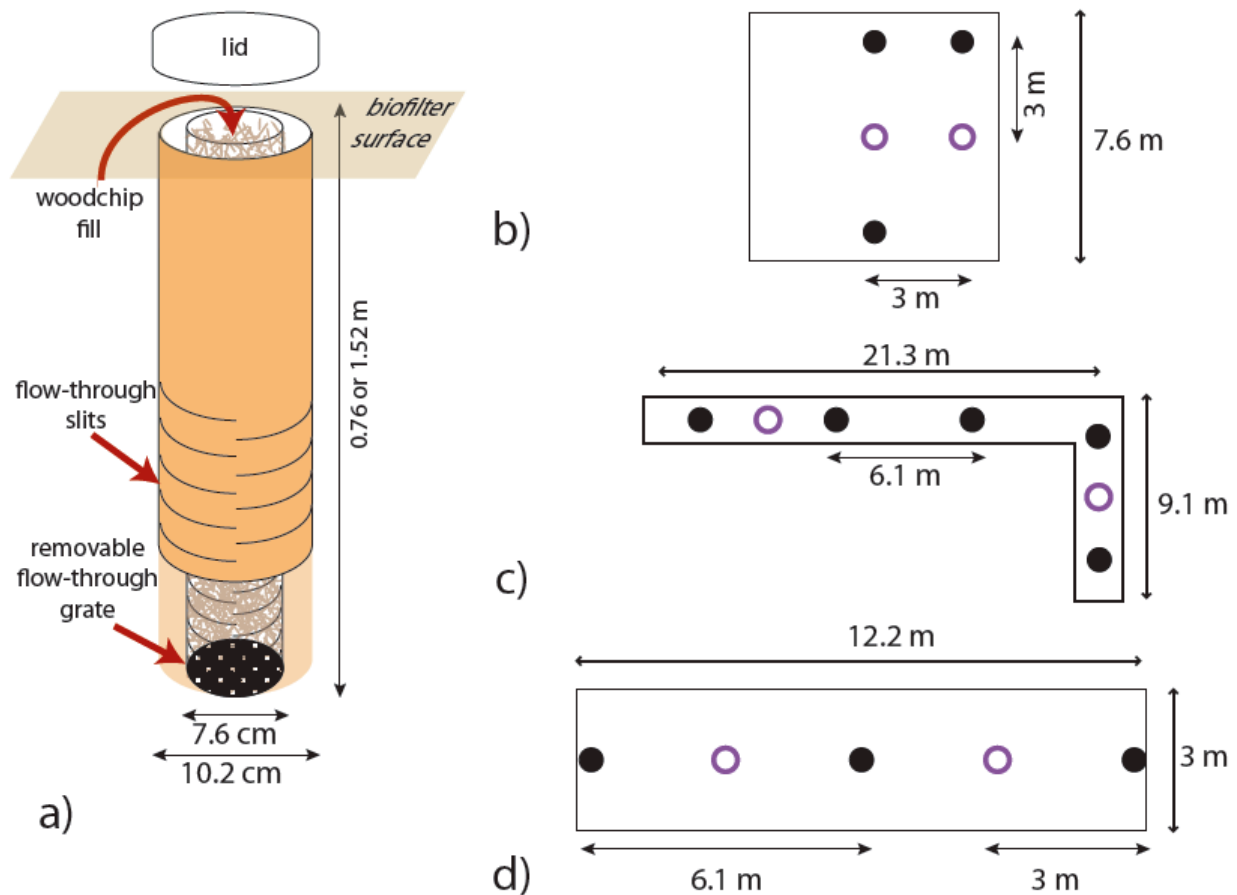 lid
biofilter
surface
woodchip
fill
0.76 or 1.52 m
flow-through
slits
removable
flow-through
grate
7.6 cm
10.2 cm
a)
3 m
7.6 m
b)
3 m
21.3 m
6.1 m
9.1 m
c)
12.2 m
3 m
6.1 m
3 m
d)